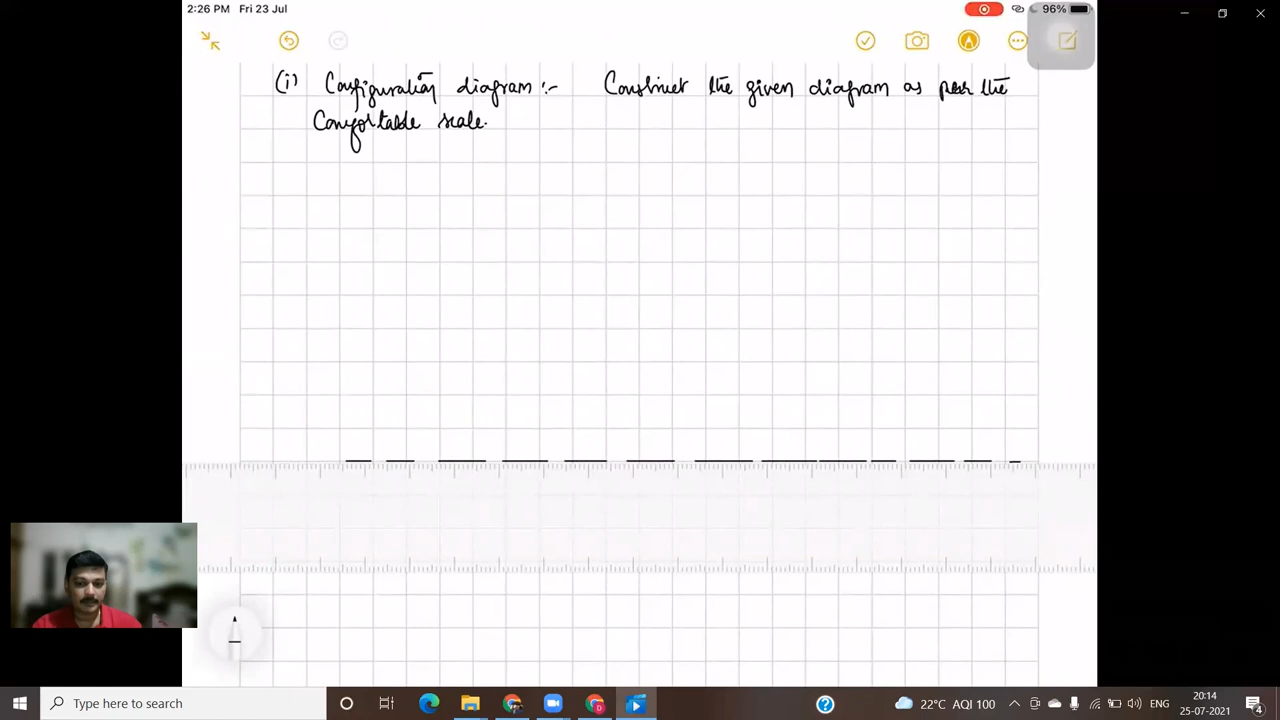 2:26 PM Fri 23 Jul
96%
(i) Configuration diagram :- Construct the given diagram as per the
Comfortable scale.
Type here to search
22°C AQI 100
ENG
20:14
25-07-2021
4